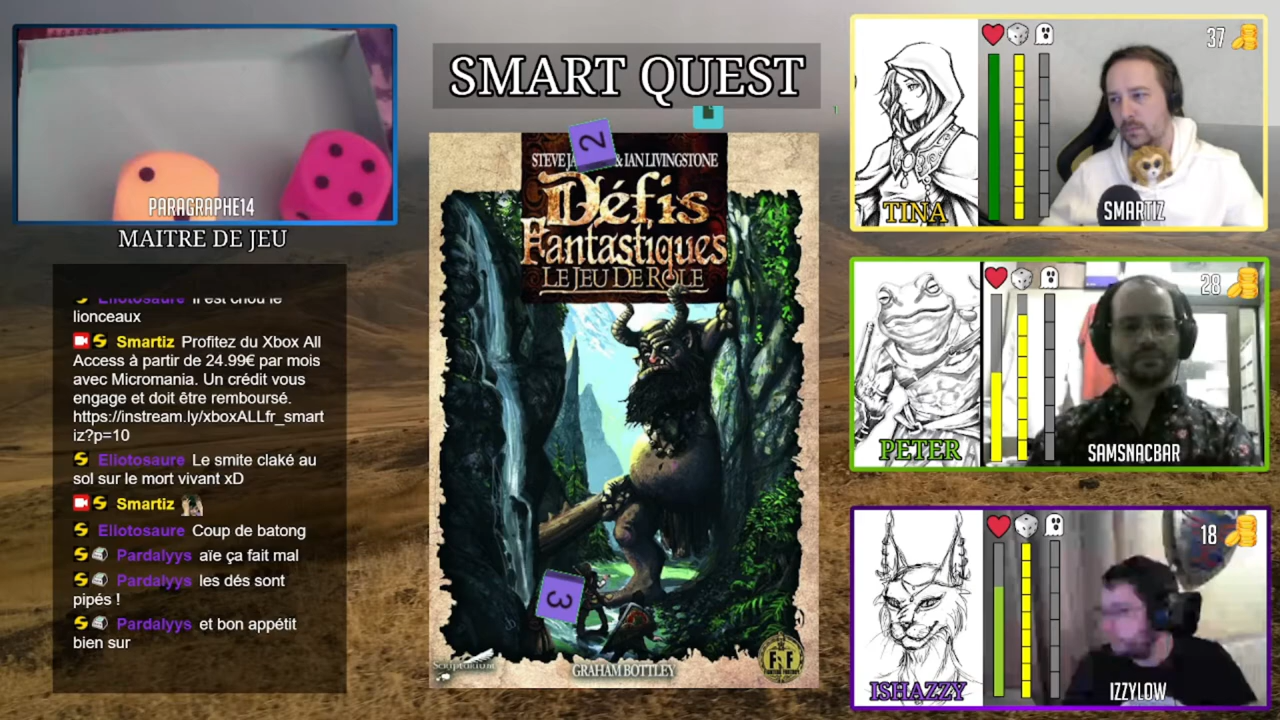 PARAGRAPHE14
MAITRE DE JEU
lionceaux
Smartiz Profitez du Xbox All
Access à partir de 24.99€ par mois
avec Micromania. Un crédit vous
engage et doit être remboursé.
https://instream.ly/xboxALLfr_smart
iz?p=10
Eliotosaure Le smite claké au
sol sur le mort vivant xD
Smartiz
Eliotosaure Coup de batong
Pardalyys aïe ça fait mal
Pardalyys les dés sont
pipés !
Pardalyys et bon appétit
bien sur
SMART QUEST
2
STEVE & IAN LIVINGSTONE
Défis
Fantastiques
LE JEU DE RÔLE
3
SCRIPTARIUM
GRAHAM BOTTLEY
FF
37
TINA
SMARTIZ
28
PETER
SAMSNACBAR
18
ISHAZZY
IZZYLOW